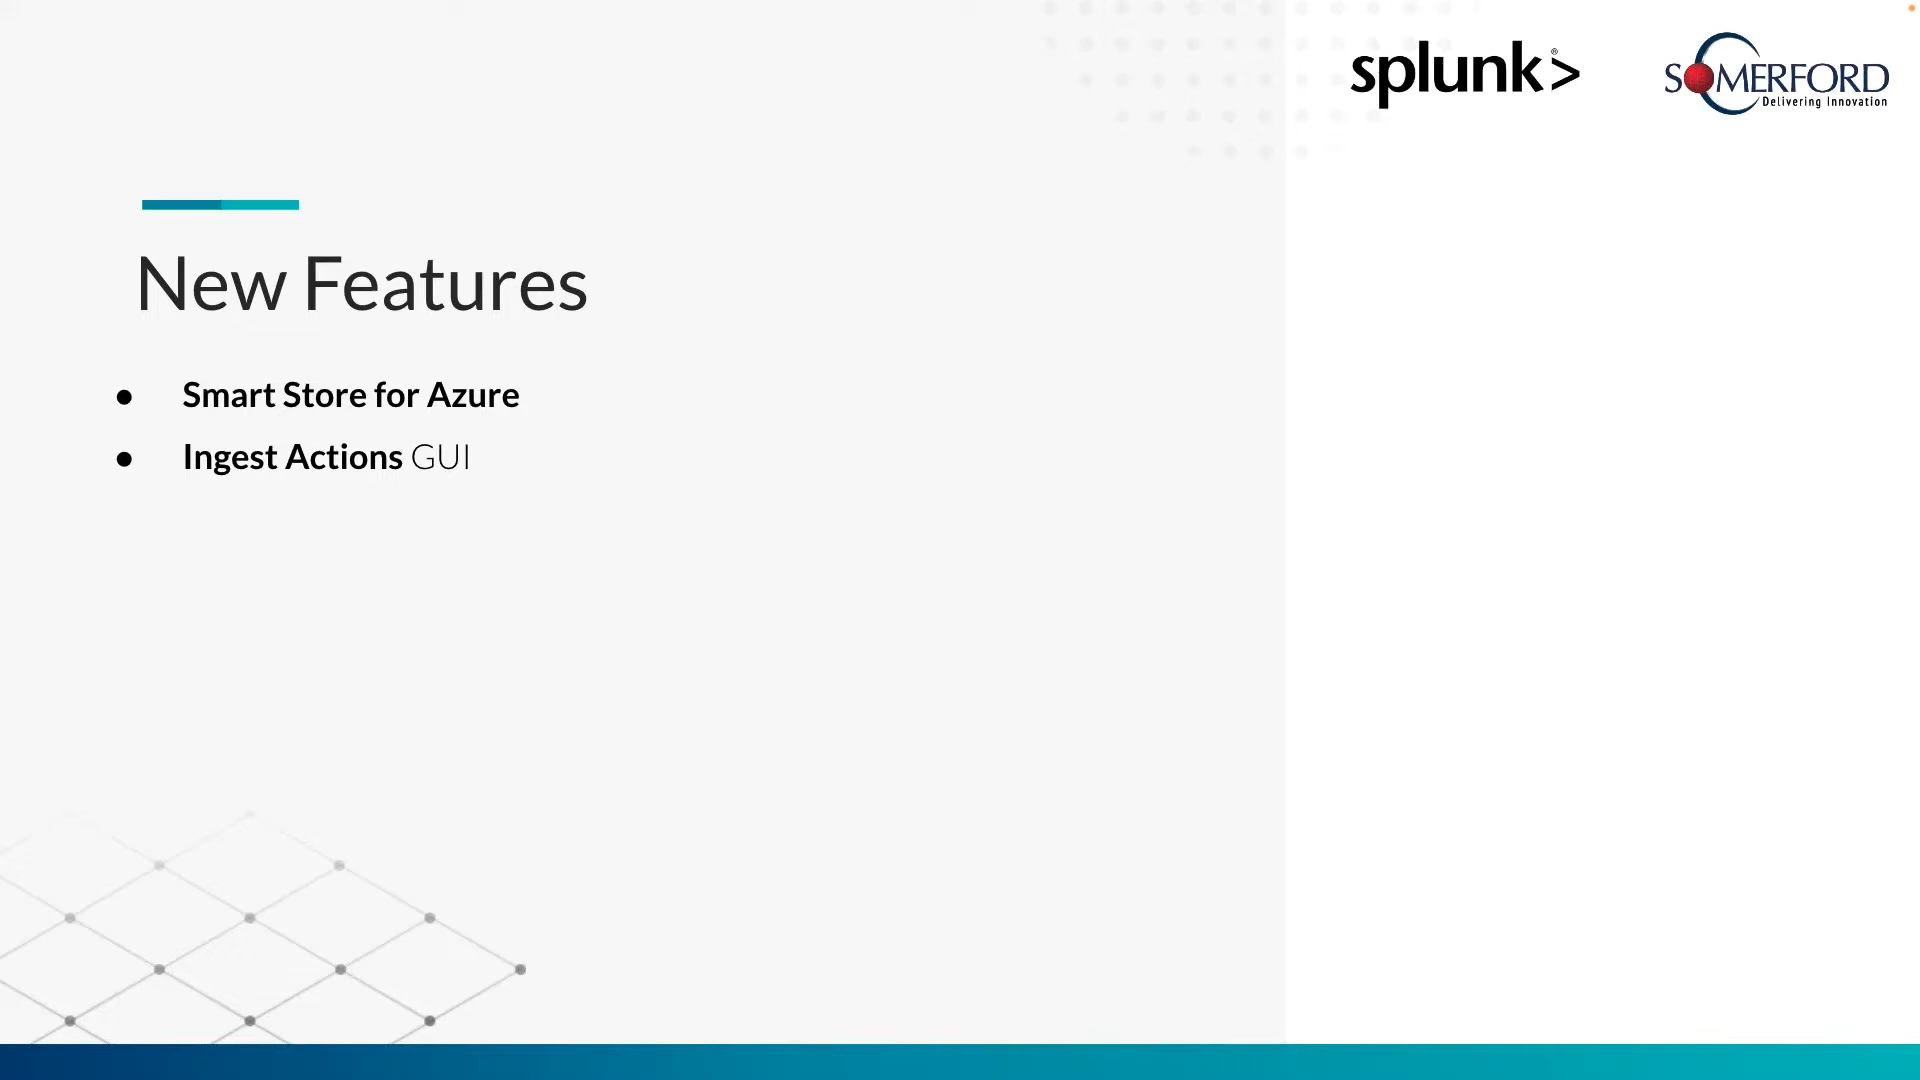 splunk>®
SOMERFORD
Delivering Innovation
New Features
● Smart Store for Azure
● Ingest Actions GUI